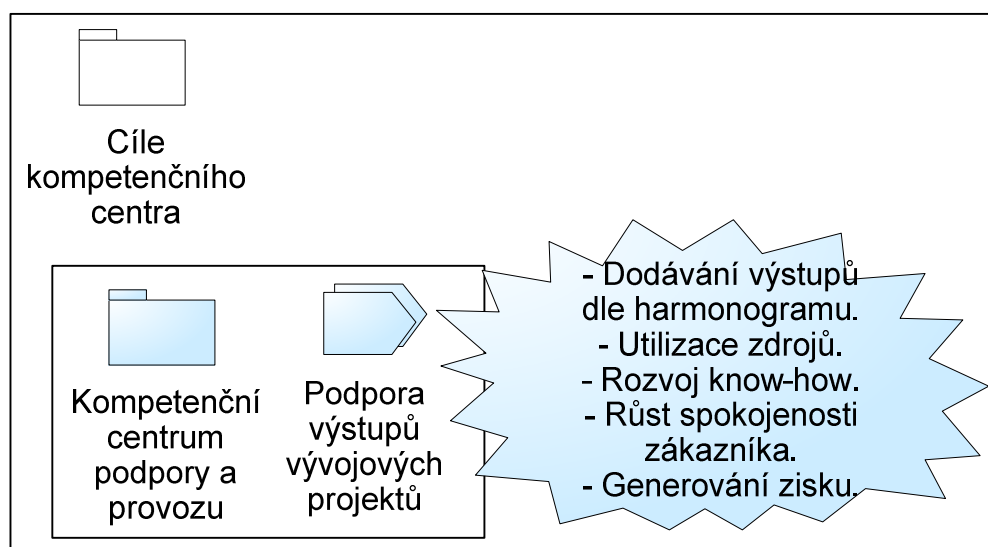 Cíle
kompetenčního
centra
Kompetenční
centrum
podpory a
provozu
Podpora
výstupů
vývojových
projektů
- Dodávání výstupů
dle harmonogramu.
- Utilizace zdrojů.
- Rozvoj know-how.
- Růst spokojenosti
zákazníka.
- Generování zisku.